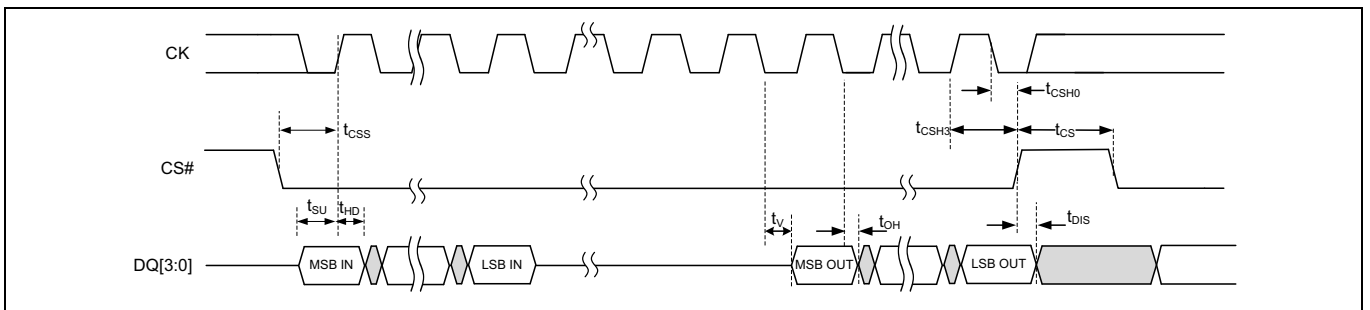 CK
tCSH0
tCSS
tCSH3
tCS
CS#
tSU
tHD
tV
tOH
tDIS
DQ[3:0]
MSB IN
LSB IN
MSB OUT
LSB OUT